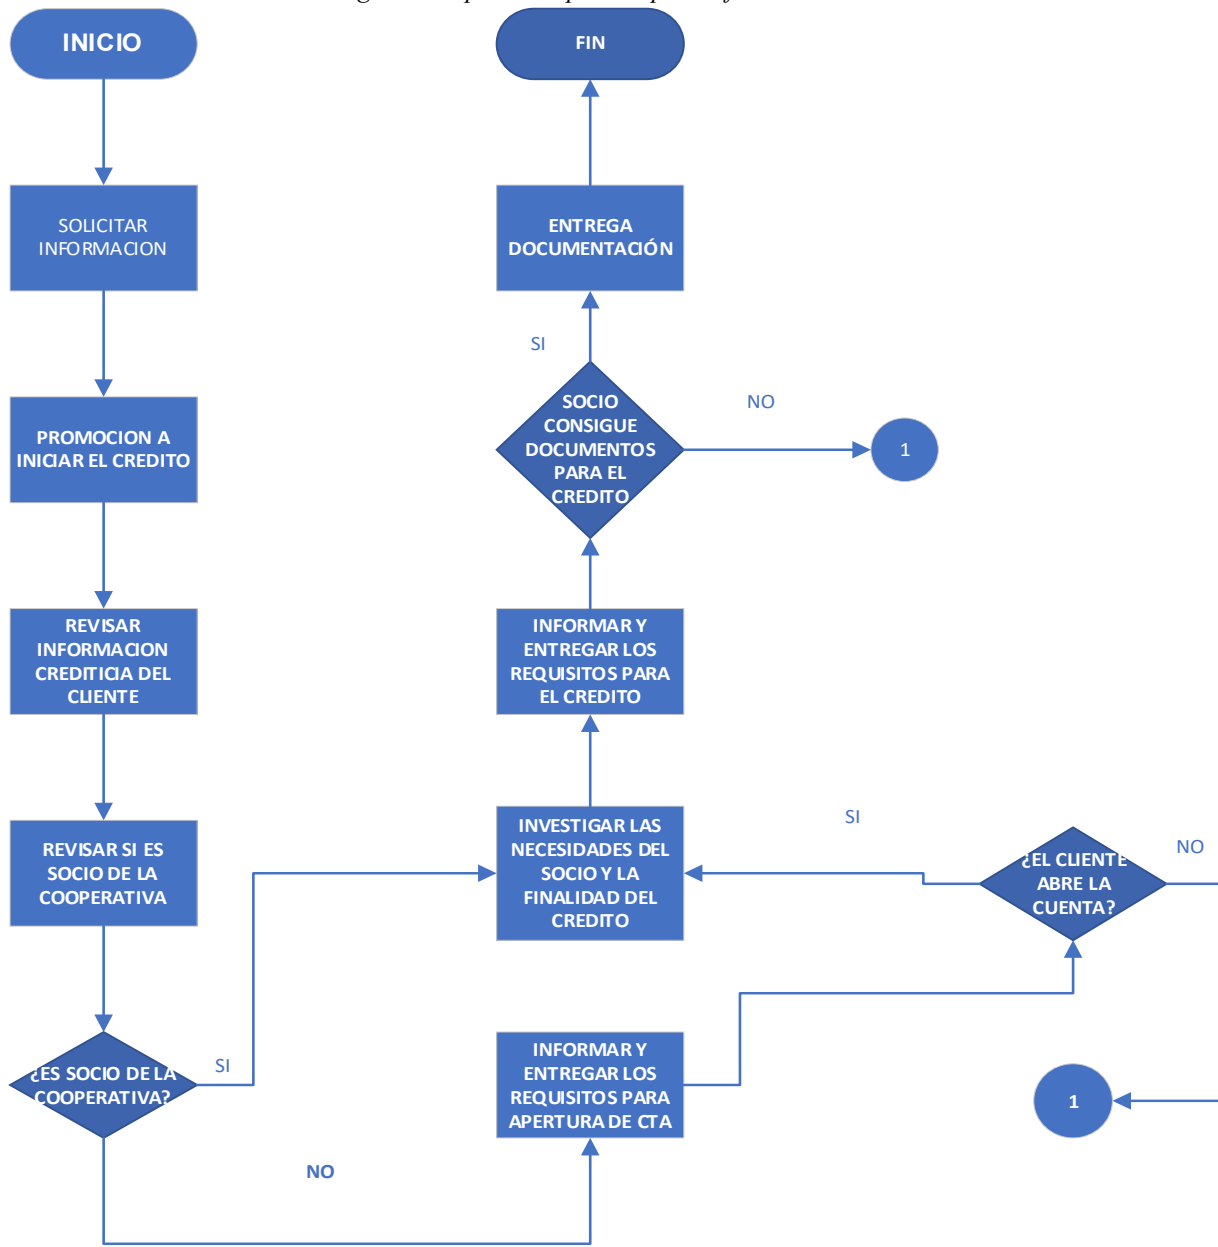 INICIO
SOLICITAR
INFORMACION
PROMOCION A
INICIAR EL CREDITO
REVISAR
INFORMACION
CREDITICIA DEL
CLIENTE
REVISAR SI ES
SOCIO DE LA
COOPERATIVA
¿ES SOCIO DE LA
COOPERATIVA?
SI
NO
FIN
ENTREGA
DOCUMENTACIÓN
SI
SOCIO
CONSIGUE
DOCUMENTOS
PARA EL
CREDITO
NO
1
INFORMAR Y
ENTREGAR LOS
REQUISITOS PARA
EL CREDITO
INVESTIGAR LAS
NECESIDADES DEL
SOCIO Y LA
FINALIDAD DEL
CREDITO
INFORMAR Y
ENTREGAR LOS
REQUISITOS PARA
APERTURA DE CTA
SI
¿EL CLIENTE
ABRE LA
CUENTA?
NO
1